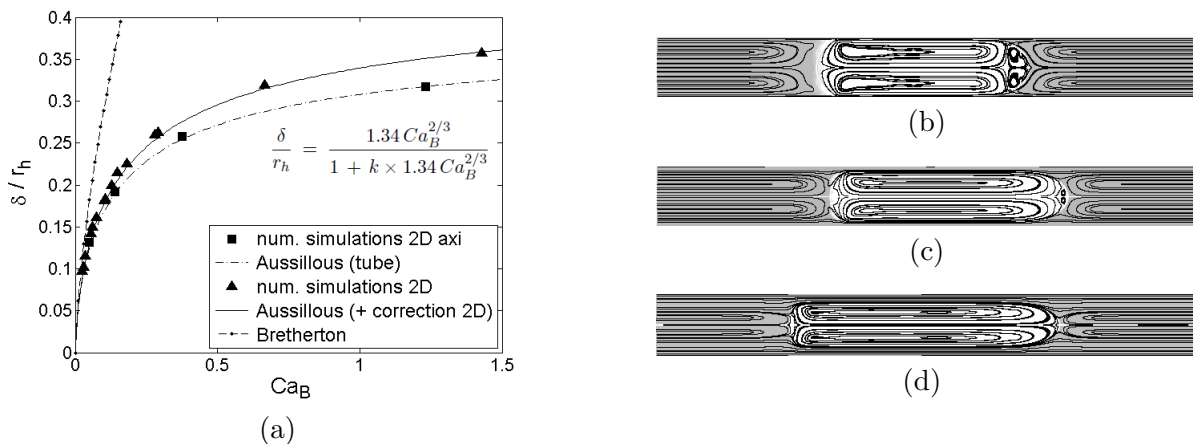 0.4
0.35
0.3
0.25
0.2
0.15
0.1
0.05
0
δ / r_h
δ/r_h = 1.34 Ca_B^{2/3} / (1 + k × 1.34 Ca_B^{2/3})
num. simulations 2D axi
Aussillous (tube)
num. simulations 2D
Aussillous (+ correction 2D)
Bretherton
0 0.5 1 1.5
Ca_B
(a)
(b)
(c)
(d)